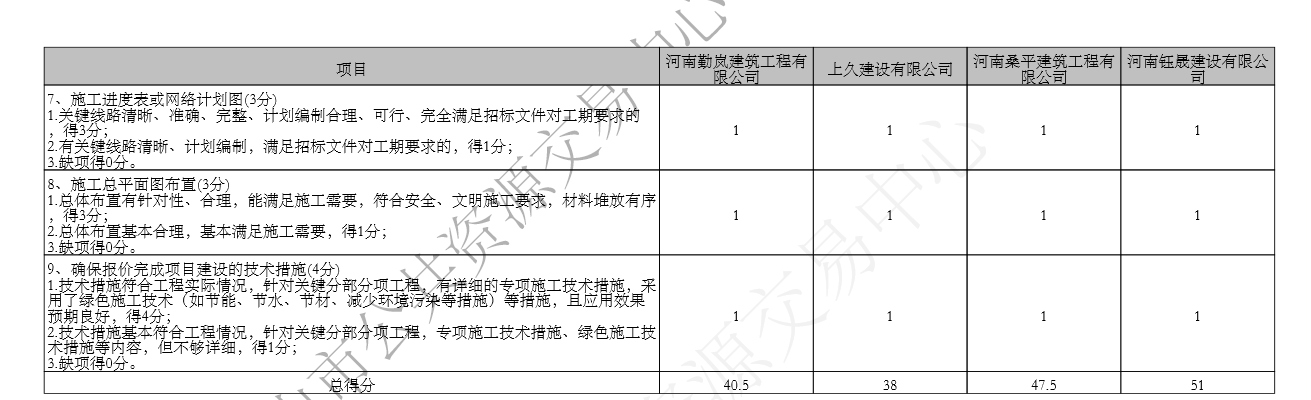 项目
河南勤岚建筑工程有
限公司
上久建设有限公司
河南桑平建筑工程有
限公司
河南钰晟建设有限公
司
7、施工进度表或网络计划图(3分)
1.关键线路清晰、准确、完整、计划编制合理、可行、完全满足招标文件对工期要求的
，得3分；
2.有关键线路清晰、计划编制，满足招标文件对工期要求的，得1分；
3.缺项得0分。
1
1
1
1
8、施工总平面图布置(3分)
1.总体布置有针对性、合理，能满足施工需要，符合安全、文明施工要求，材料堆放有序
，得3分；
2.总体布置基本合理，基本满足施工需要，得1分；
3.缺项得0分。
1
1
1
1
9、确保报价完成项目建设的技术措施(4分)
1.技术措施符合工程实际情况，针对关键分部分项工程，有详细的专项施工技术措施，采
用了绿色施工技术（如节能、节水、节材、减少环境污染等措施）等措施，且应用效果
预期良好，得4分；
2.技术措施基本符合工程情况，针对关键分部分项工程，专项施工技术措施、绿色施工技
术措施等内容，但不够详细，得1分；
3.缺项得0分。
1
1
1
1
总得分
40.5
38
47.5
51
市公共资源交易中心
资源交易中心